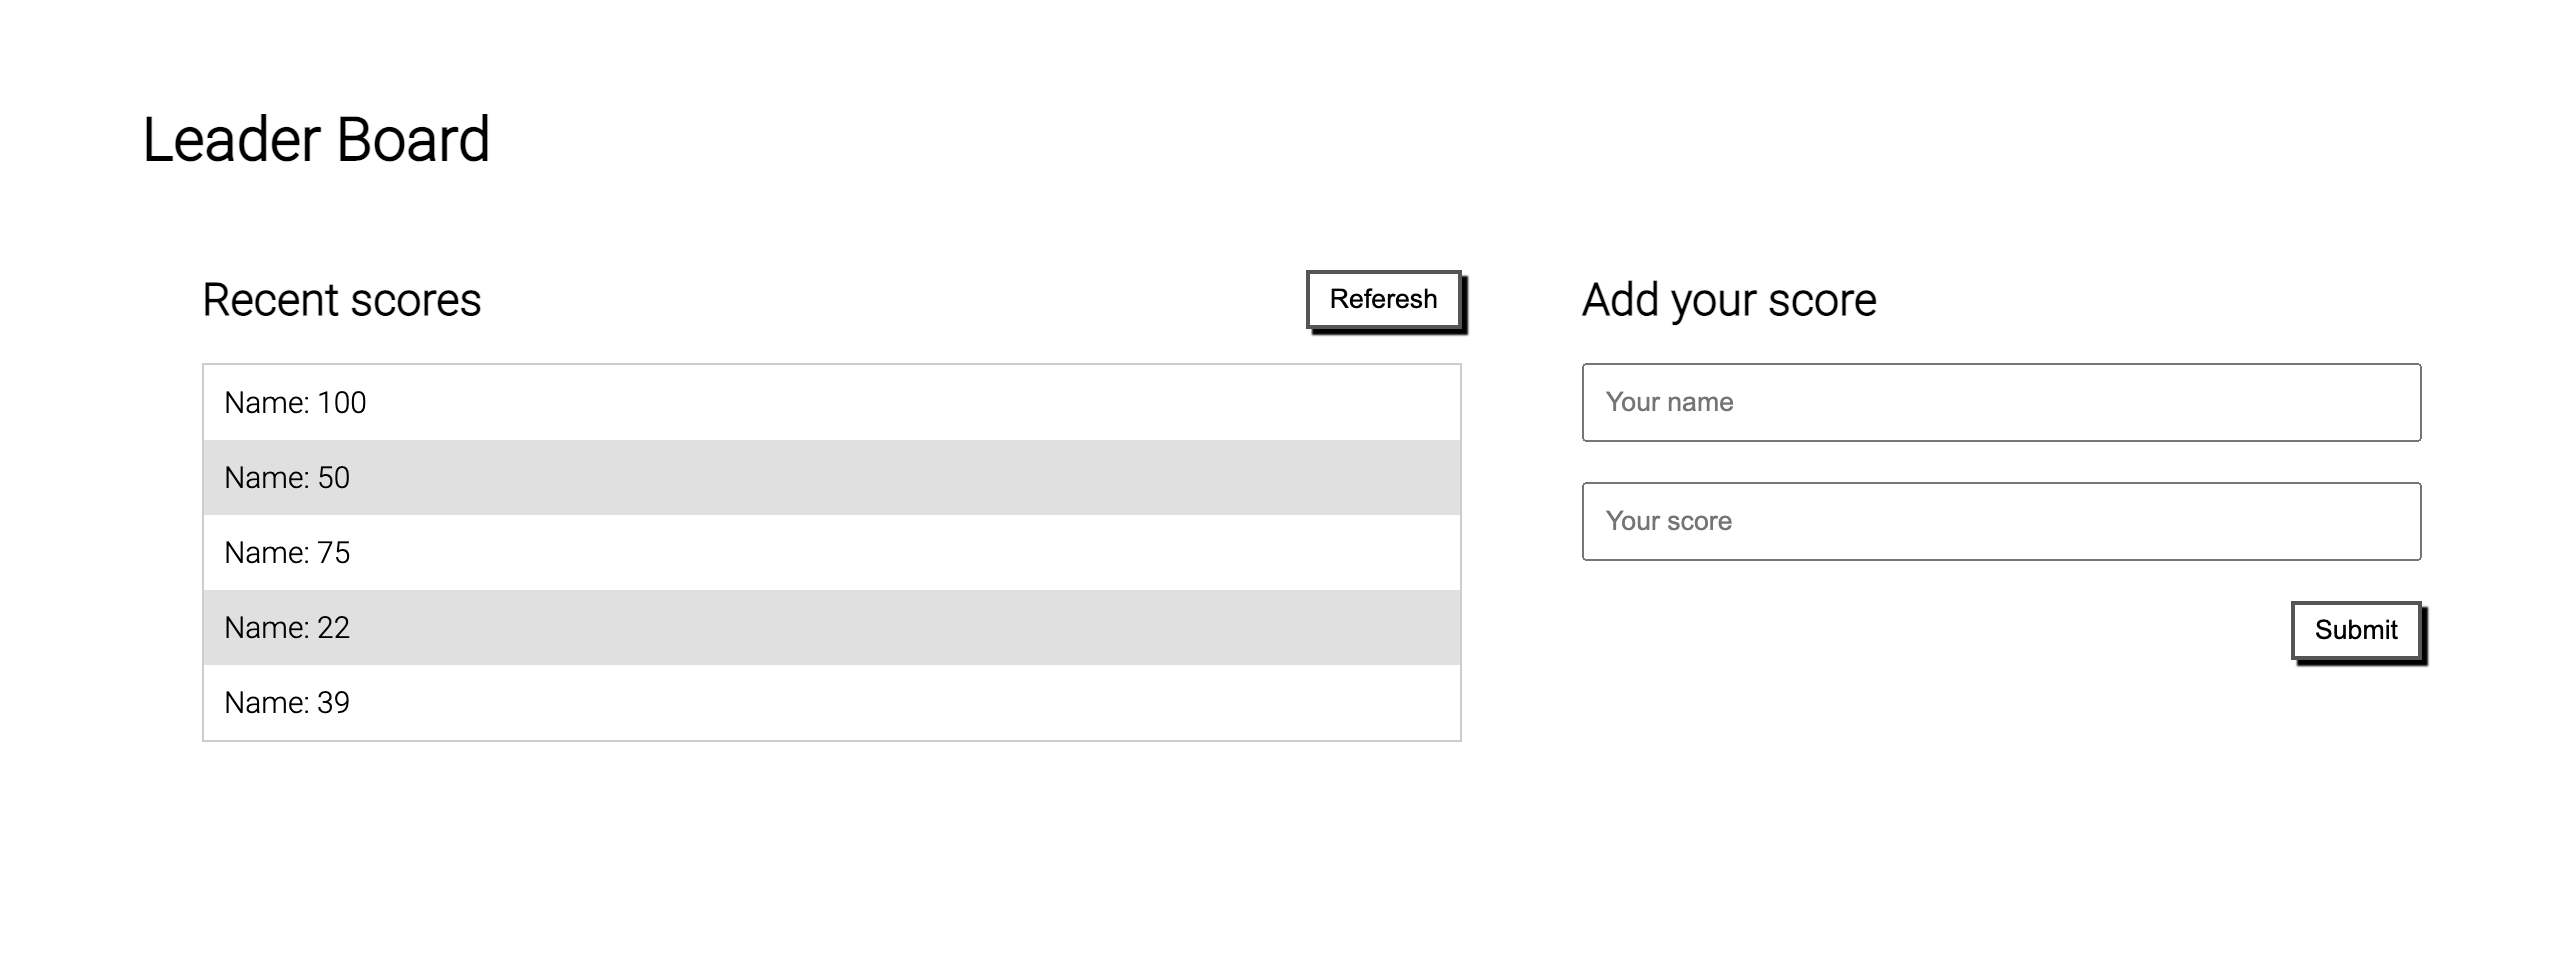 Leader Board
Recent scores
Referesh
Name: 100
Name: 50
Name: 75
Name: 22
Name: 39
Add your score
Your name
Your score
Submit